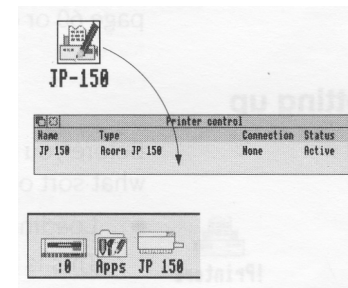 JP-150
Printer control
Name Type Connection Status
JP 150 Acorn JP 150 None Active
:0 Apps JP 150